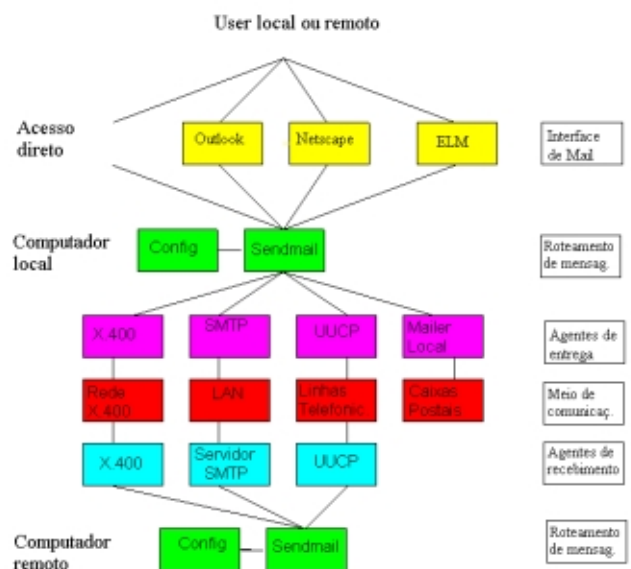 User local ou remoto
Acesso
direto
Outlook
Netscape
ELM
Interface
de Mail
Computador
local
Config
Sendmail
Roteamento
de mensag.
X.400
SMTP
UUCP
Mailer
Local
Agentes de
entrega
Rede
X.400
LAN
Linhas
Telefonic
Caixas
Postais
Meio de
comunicaç.
X.400
Servidor
SMTP
UUCP
Agentes de
recebimento
Computador
remoto
Config
Sendmail
Roteamento
de mensag.